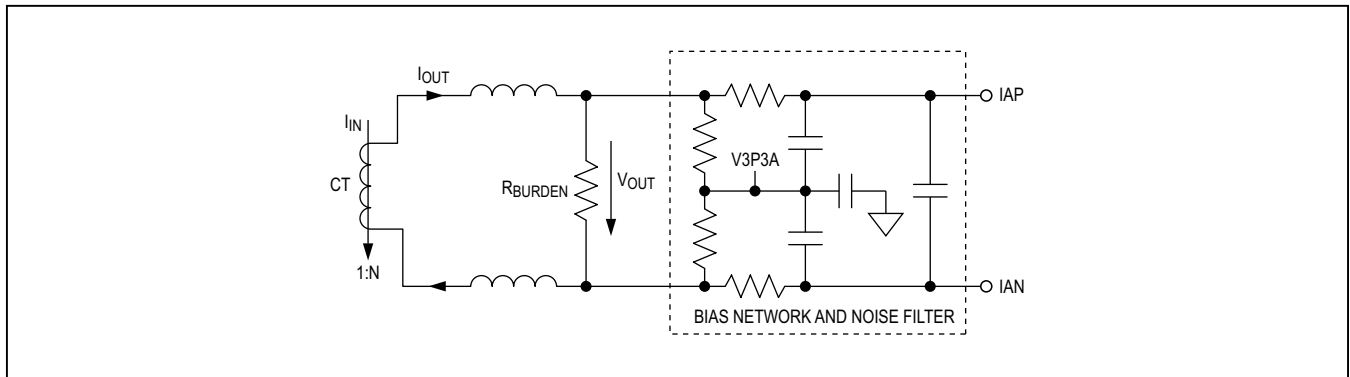 IOUT
IAP
IIN
V3P3A
CT
RBURDEN
VOUT
1:N
IAN
BIAS NETWORK AND NOISE FILTER